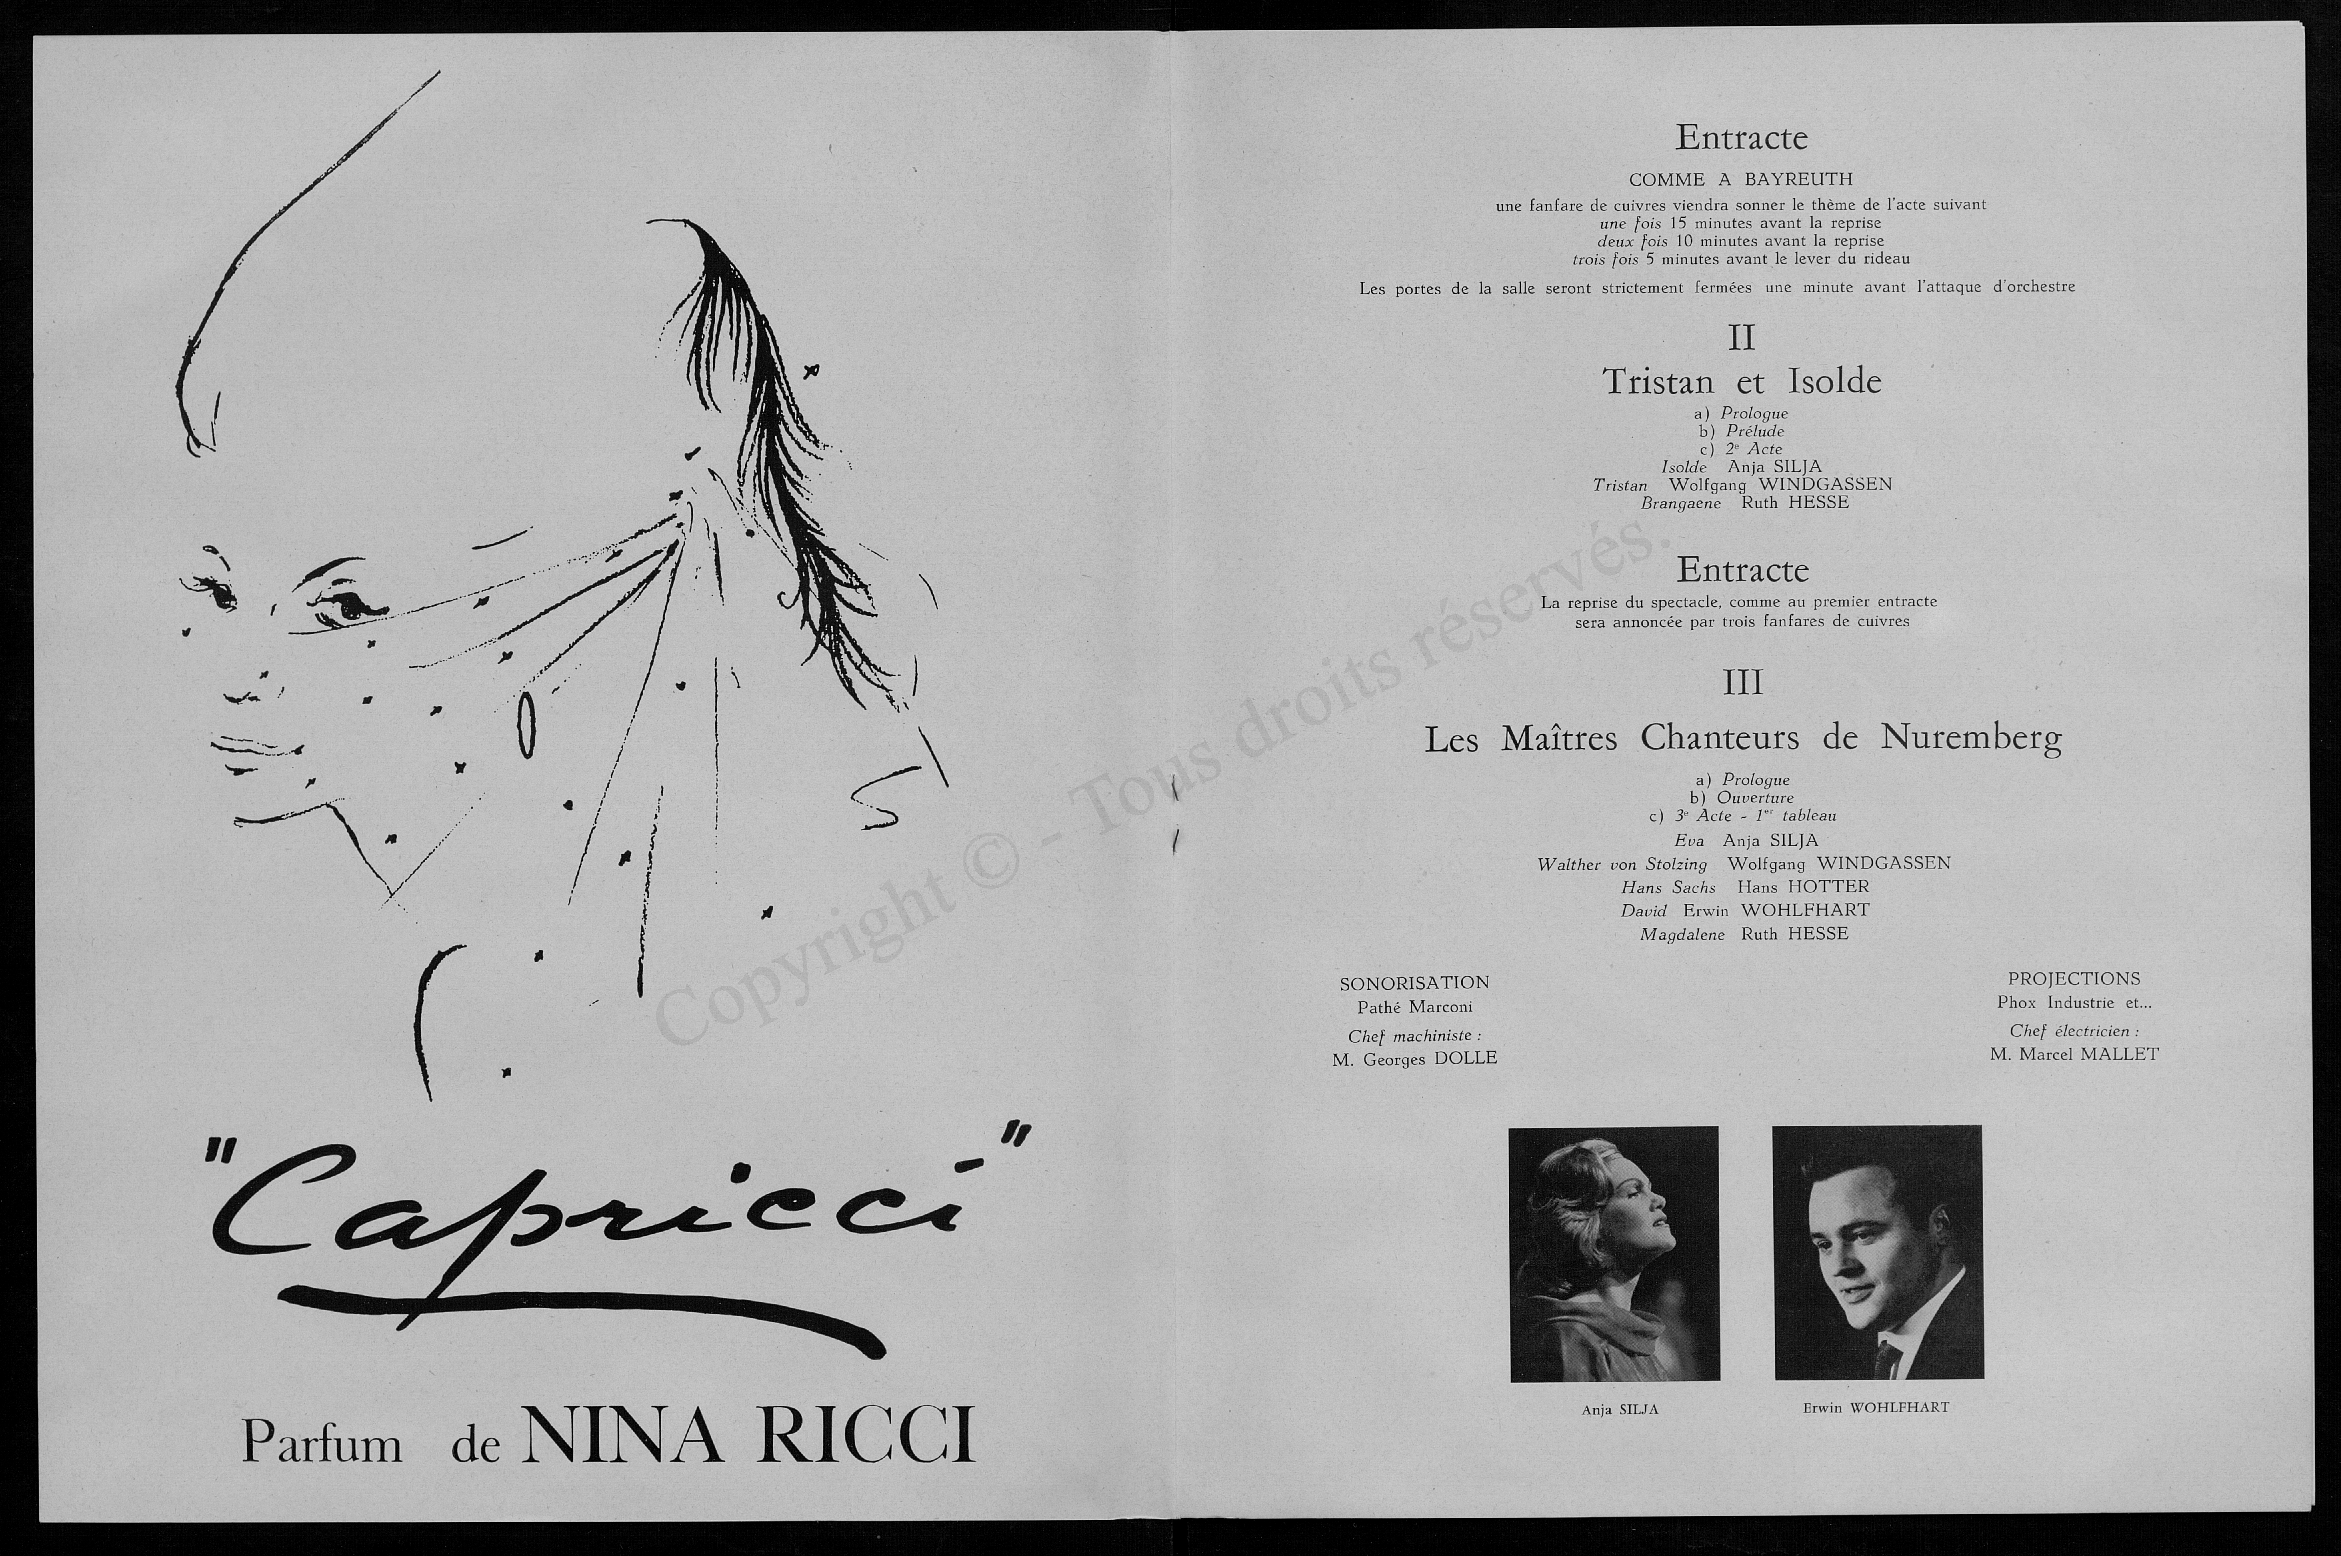 "Capricci"
Parfum de NINA RICCI
Entracte
COMME A BAYREUTH
une fanfare de cuivres viendra sonner le thème de l'acte suivant
une fois 15 minutes avant la reprise
deux fois 10 minutes avant la reprise
trois fois 5 minutes avant le lever du rideau
Les portes de la salle seront strictement fermées une minute avant l'attaque d'orchestre
II
Tristan et Isolde
a) Prologue
b) Prélude
c) 2e Acte
Isolde Anja SILJA
Tristan Wolfgang WINDGASSEN
Brangaene Ruth HESSE
Entracte
La reprise du spectacle, comme au premier entracte
sera annoncée par trois fanfares de cuivres
III
Les Maîtres Chanteurs de Nuremberg
a) Prologue
b) Ouverture
c) 3e Acte - 1er tableau
Eva Anja SILJA
Walther von Stolzing Wolfgang WINDGASSEN
Hans Sachs Hans HOTTER
David Erwin WOHLFHART
Magdalene Ruth HESSE
SONORISATION
Pathé Marconi
Chef machiniste :
M. Georges DOLLE
PROJECTIONS
Phox Industrie et...
Chef électricien :
M. Marcel MALLET
Anja SILJA
Erwin WOHLFHART
Copyright © - Tous droits réservés.